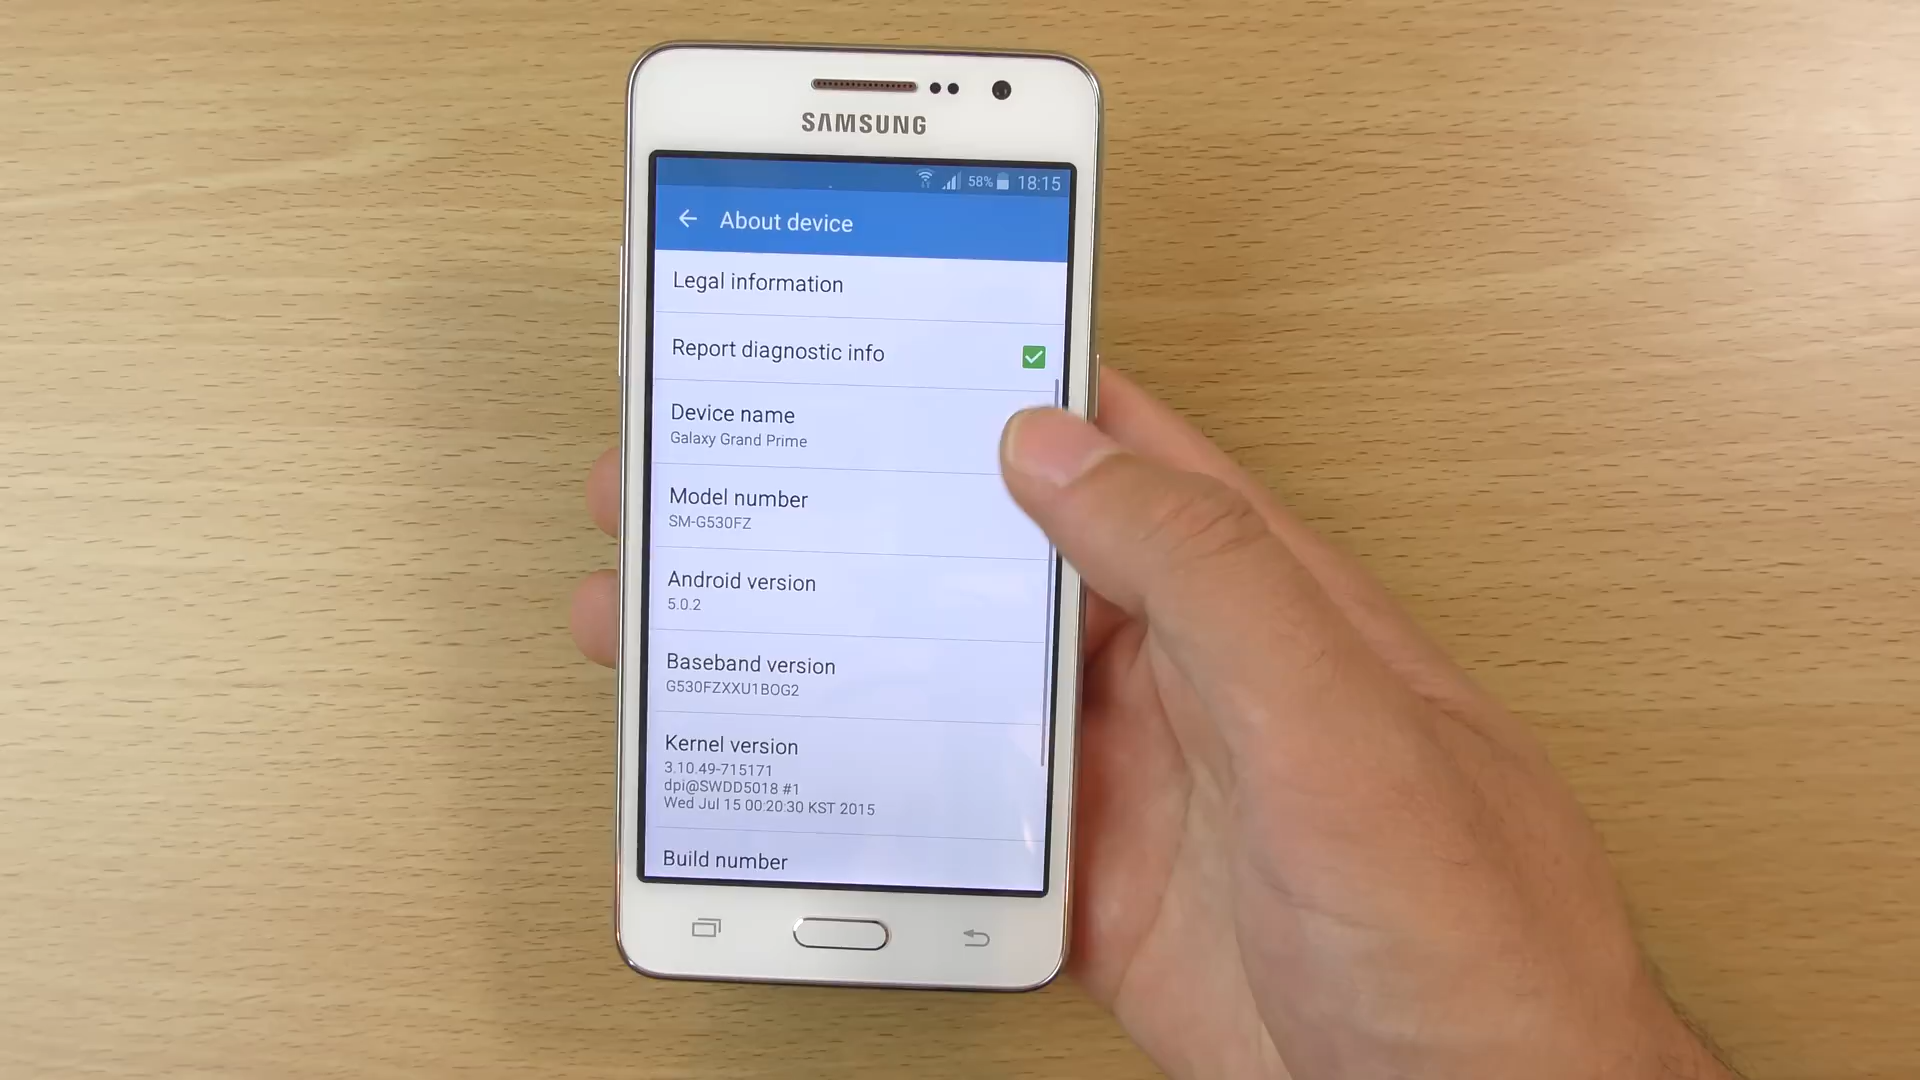 SAMSUNG
58% 18:15
About device
Legal information
Report diagnostic info
Device name
Galaxy Grand Prime
Model number
SM-G530FZ
Android version
5.0.2
Baseband version
G530FZXXU1BOG2
Kernel version
3.10.49-715171
dpi@SWDD5018 #1
Wed Jul 15 00:20:30 KST 2015
Build number